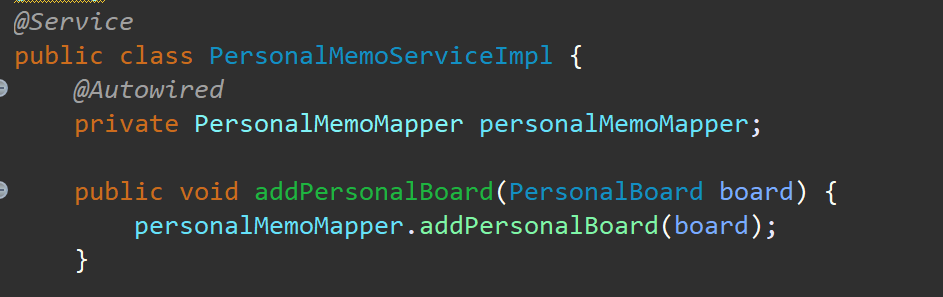 @Service
public class PersonalMemoServiceImpl {
    @Autowired
    private PersonalMemoMapper personalMemoMapper;

    public void addPersonalBoard(PersonalBoard board) {
        personalMemoMapper.addPersonalBoard(board);
    }